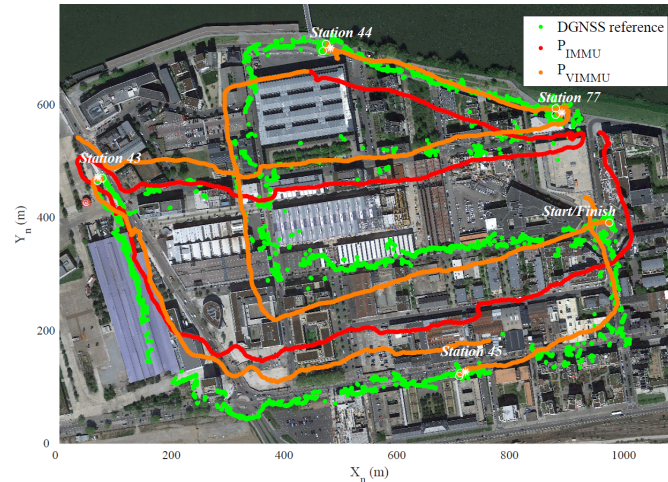 Station 44
DGNSS reference
P_IMMU
P_VIMMU
Station 77
Station 43
Start/Finish
Station 45
Y_n (m)
600
400
200
0
0
200
400
600
800
1000
X_n (m)